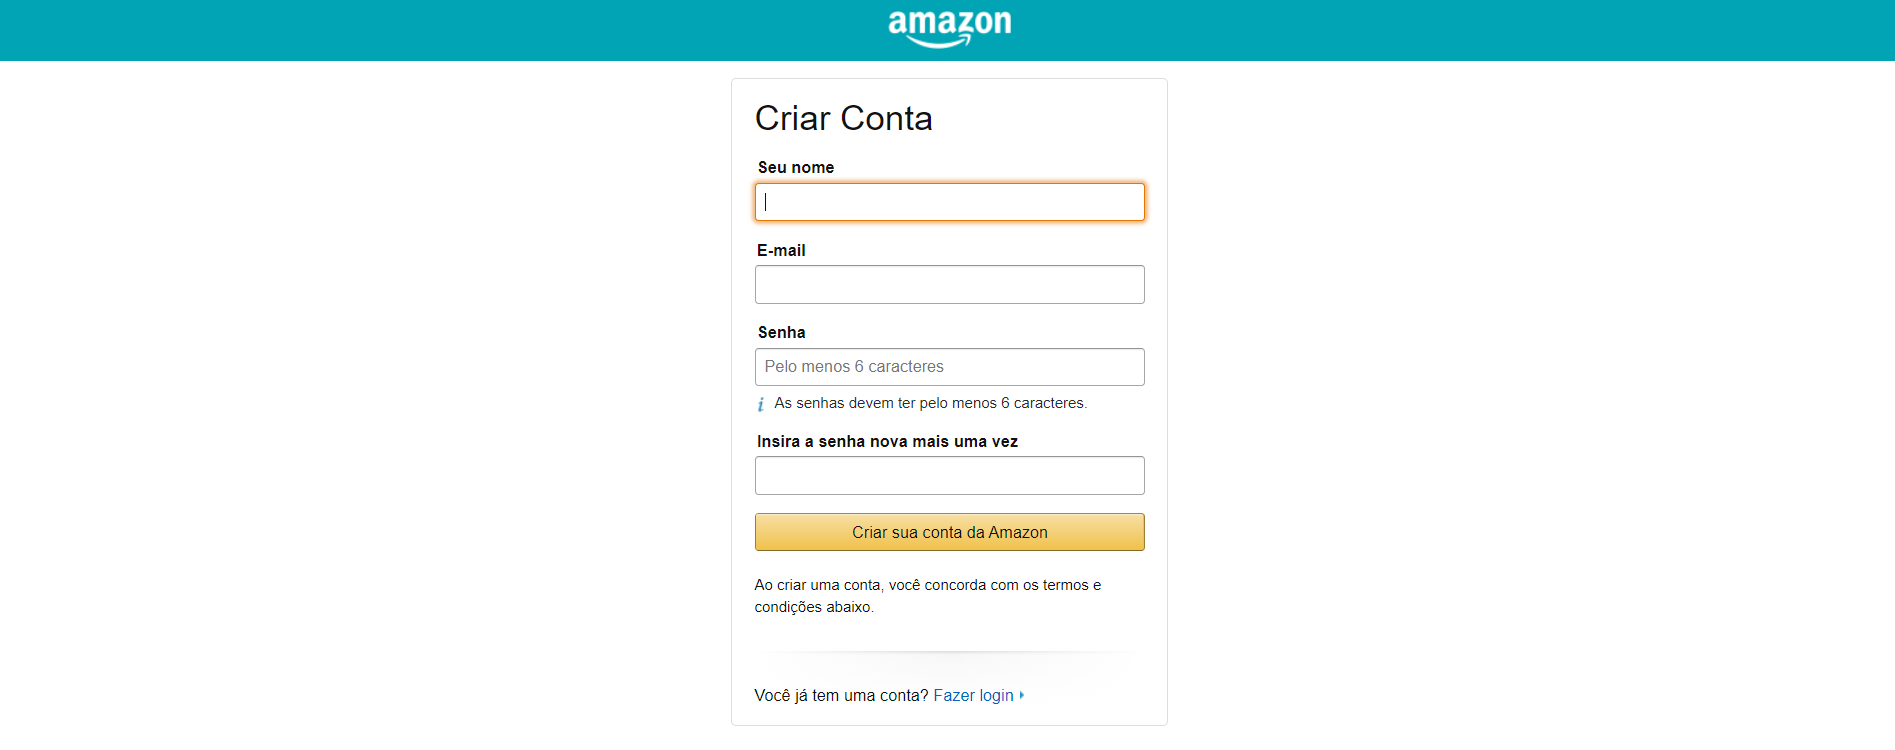 amazon
Criar Conta
Seu nome
E-mail
Senha
Pelo menos 6 caracteres
i As senhas devem ter pelo menos 6 caracteres.
Insira a senha nova mais uma vez
Criar sua conta da Amazon
Ao criar uma conta, você concorda com os termos e
condições abaixo.
Você já tem uma conta? Fazer login